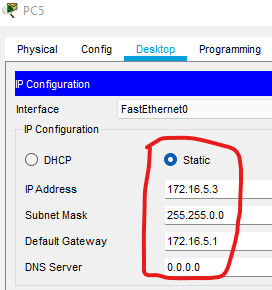 PC5
Physical Config Desktop Programming
IP Configuration
Interface FastEthernet0
IP Configuration
DHCP Static
IP Address 172.16.5.3
Subnet Mask 255.255.0.0
Default Gateway 172.16.5.1
DNS Server 0.0.0.0